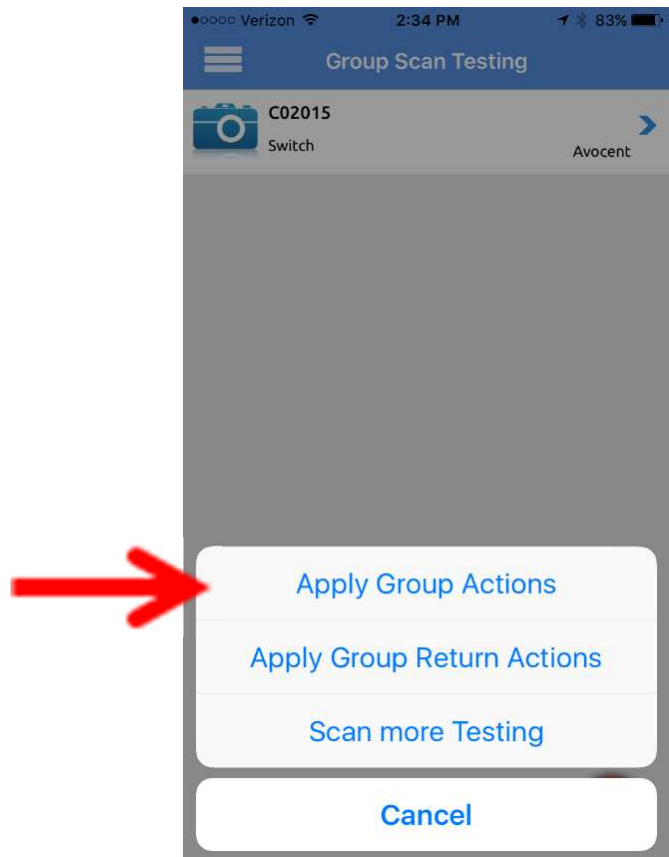 ●○○○○ Verizon 2:34 PM 83%
Group Scan Testing
C02015
Switch Avocent
Apply Group Actions
Apply Group Return Actions
Scan more Testing
Cancel